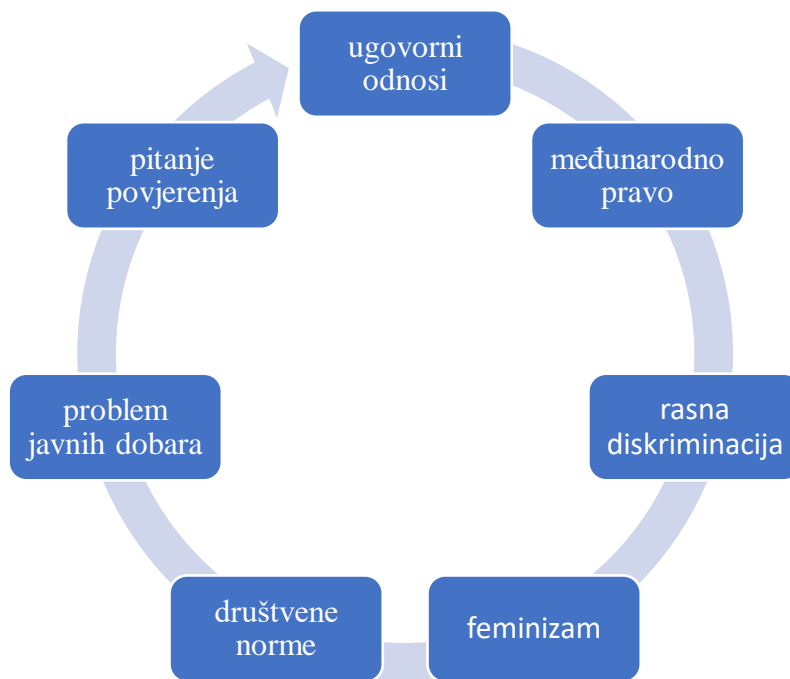 ugovorni
odnosi
međunarodno
pravo
rasna
diskriminacija
feminizam
društvene
norme
problem
javnih dobara
pitanje
povjerenja